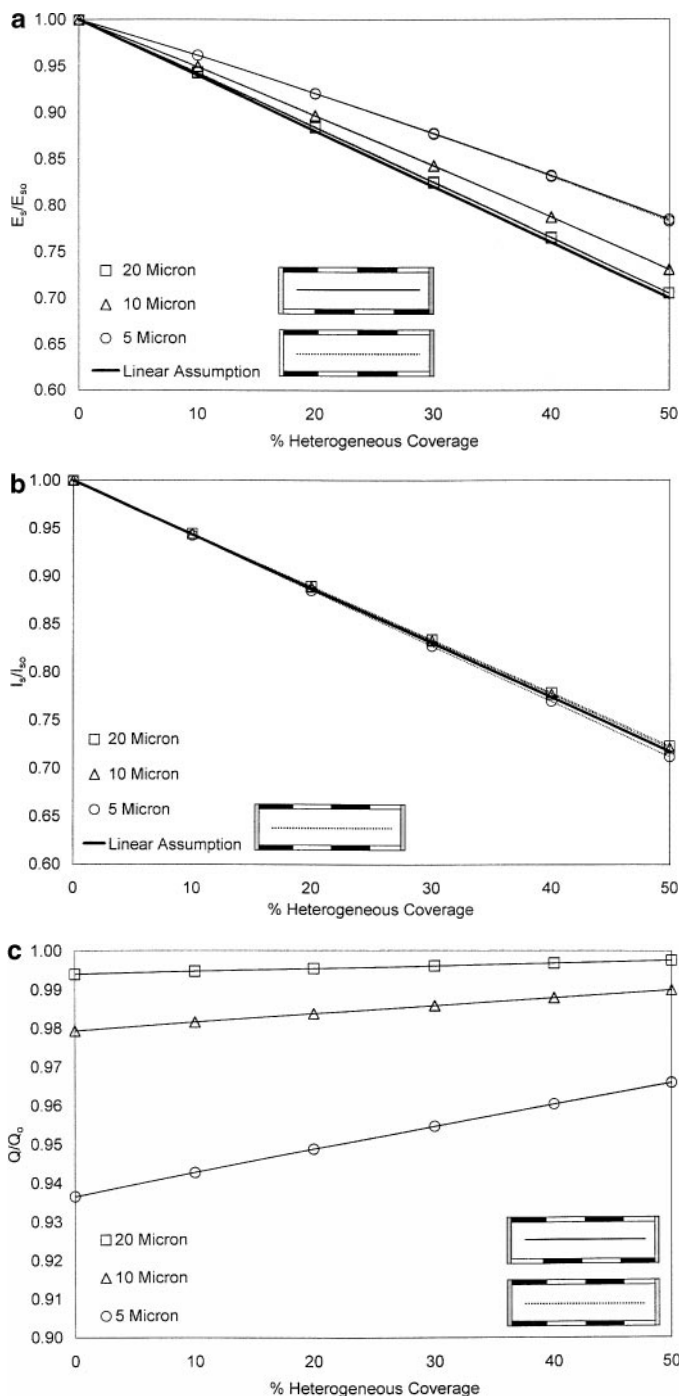 a
1.00
0.95
0.90
0.85
0.80
0.75
0.70
0.65
0.60
Es/Eso
20 Micron
10 Micron
5 Micron
Linear Assumption
0 10 20 30 40 50
% Heterogeneous Coverage
b
1.00
0.95
0.90
0.85
0.80
0.75
0.70
0.65
0.60
Is/Iso
20 Micron
10 Micron
5 Micron
Linear Assumption
0 10 20 30 40 50
% Heterogeneous Coverage
c
1.00
0.99
0.98
0.97
0.96
0.95
0.94
0.93
0.92
0.91
0.90
Q/Qo
20 Micron
10 Micron
5 Micron
0 10 20 30 40 50
% Heterogeneous Coverage